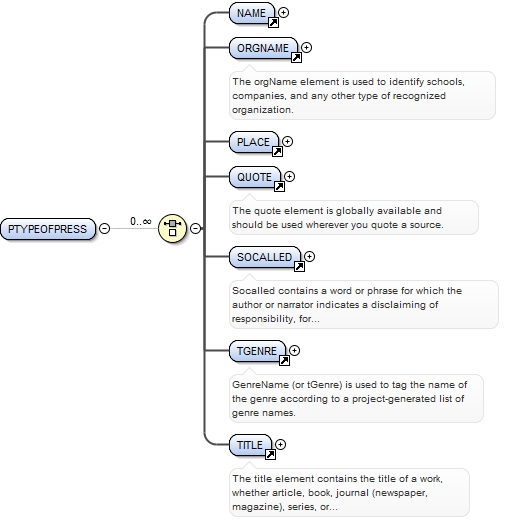 NAME
ORGNAME
The orgName element is used to identify schools,
companies, and any other type of recognized
organization.
PLACE
QUOTE
The quote element is globally available and
should be used wherever you quote a source.
PTYPEOFPRESS
0..∞
SOCALLED
Socalled contains a word or phrase for which the
author or narrator indicates a disclaiming of
responsibility, for...
TGENRE
GenreName (or tGenre) is used to tag the name of
the genre according to a project-generated list of
genre names.
TITLE
The title element contains the title of a work,
whether article, book, journal (newspaper,
magazine), series, or...